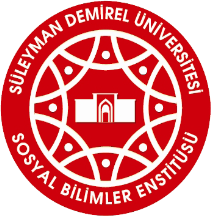 SÜLEYMAN DEMİREL ÜNİVERSİTESİ
SOSYAL BİLİMLER ENSTİTÜSÜ